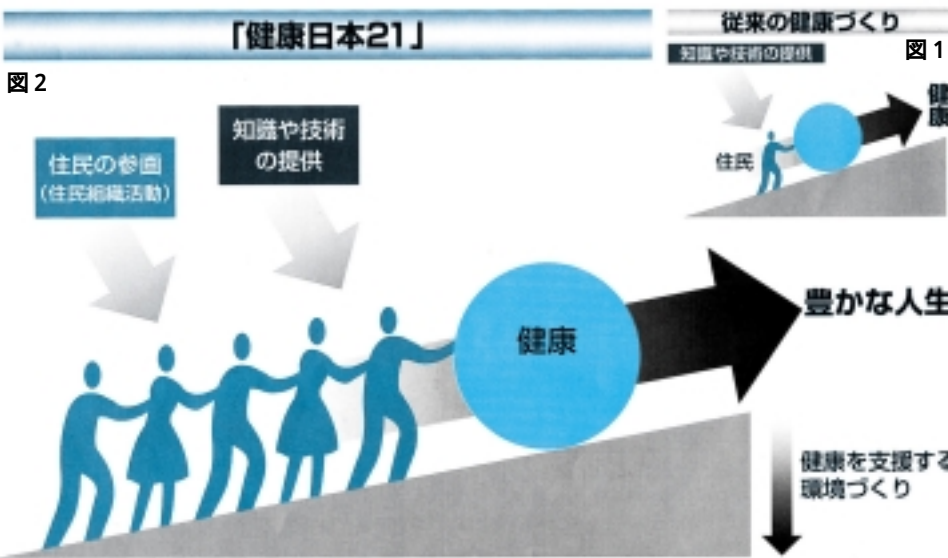 「健康日本21」
図2
住民の参画
(住民組織活動)
知識や技術
の提供
健康
豊かな人生
健康を支援する
環境づくり
従来の健康づくり
図1
知識や技術の提供
住民
健
康